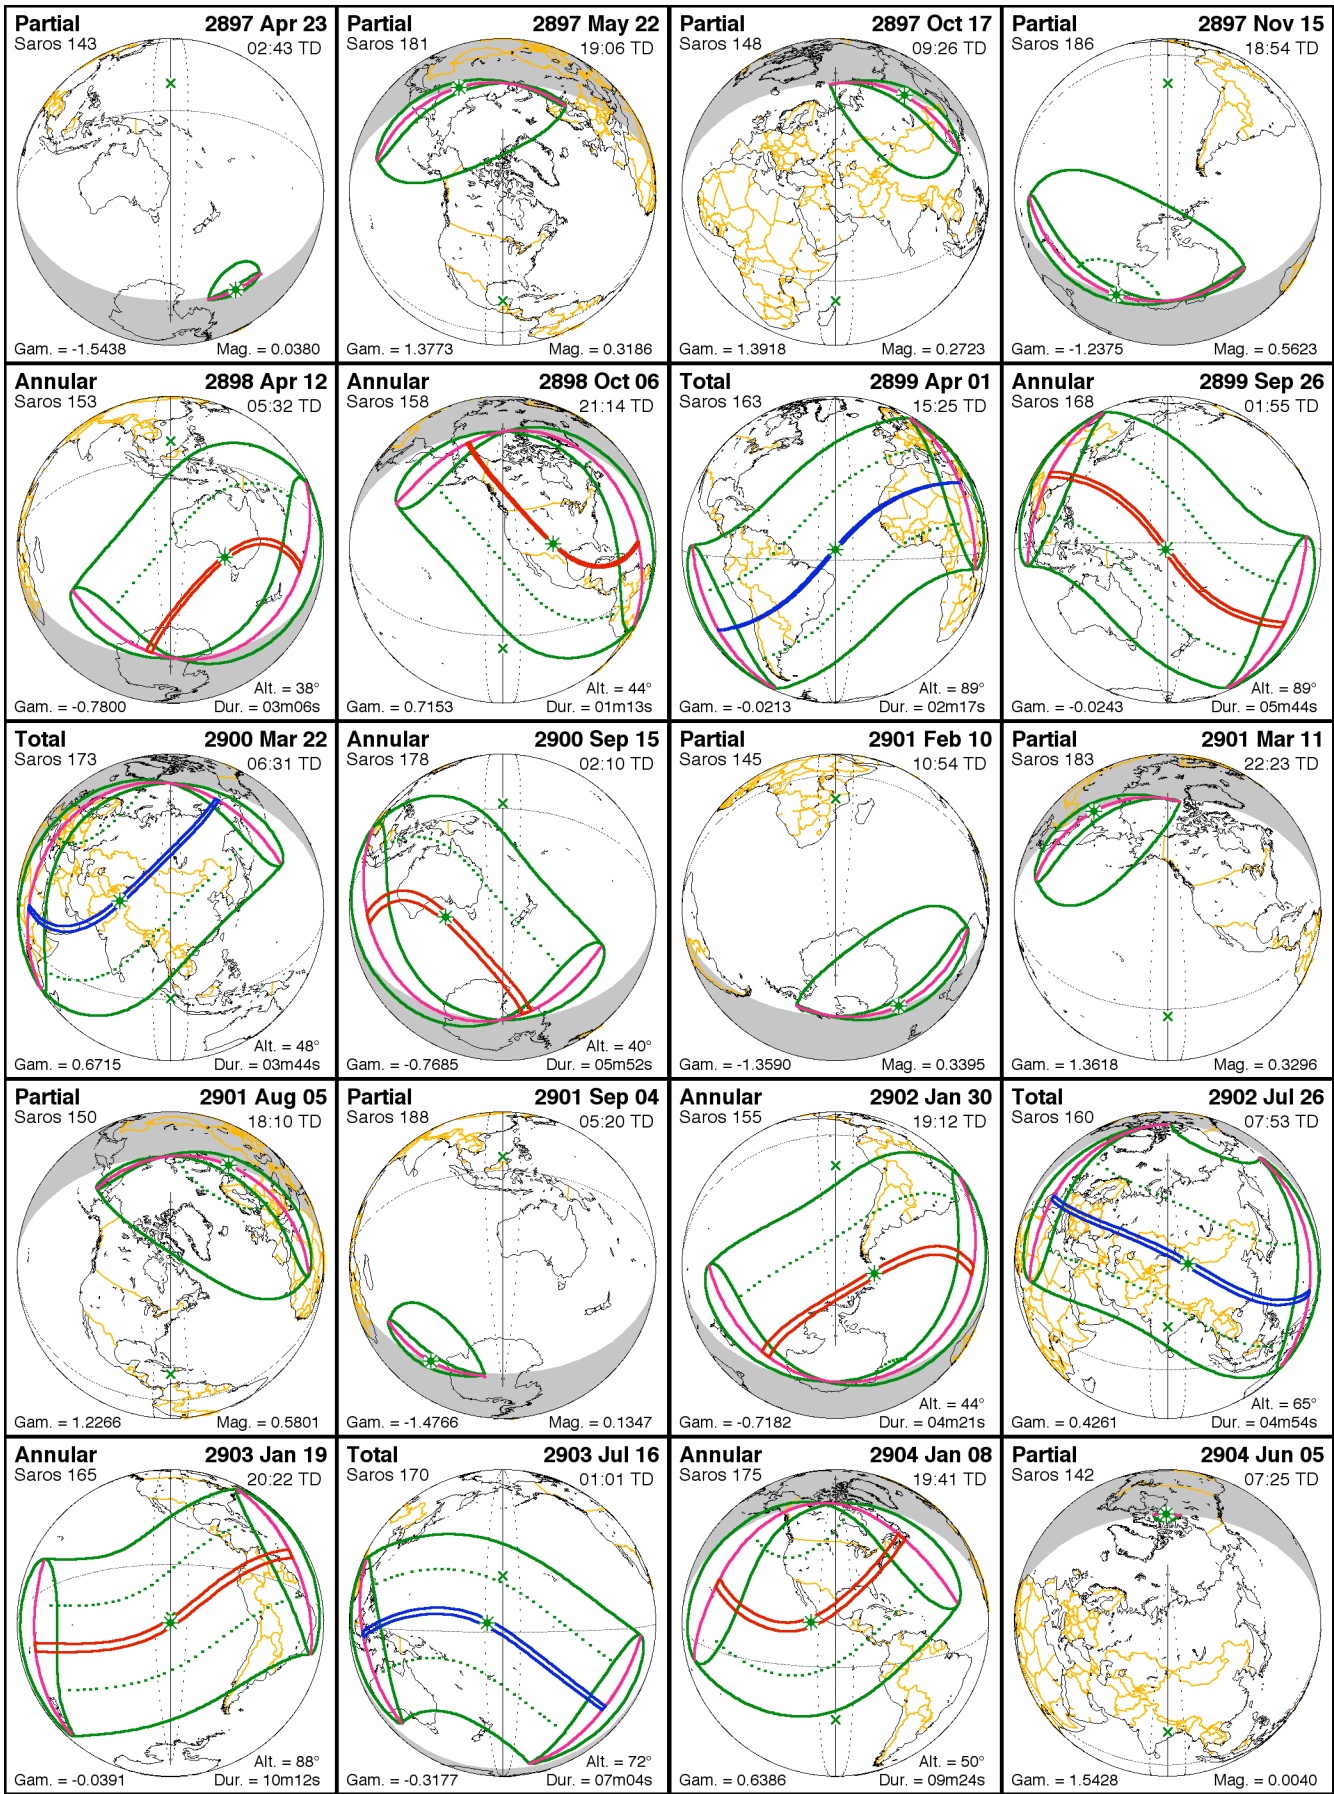 Partial 2897 Apr 23
Saros 143 02:43 TD
Gam. = -1.5438 Mag. = 0.0380
Partial 2897 May 22
Saros 181 19:06 TD
Gam. = 1.3773 Mag. = 0.3186
Partial 2897 Oct 17
Saros 148 09:26 TD
Gam. = 1.3918 Mag. = 0.2723
Partial 2897 Nov 15
Saros 186 18:54 TD
Gam. = -1.2375 Mag. = 0.5623
Annular 2898 Apr 12
Saros 153 05:32 TD
Alt. = 38°
Gam. = -0.7800 Dur. = 03m06s
Annular 2898 Oct 06
Saros 158 21:14 TD
Alt. = 44°
Gam. = 0.7153 Dur. = 01m13s
Total 2899 Apr 01
Saros 163 15:25 TD
Alt. = 89°
Gam. = -0.0213 Dur. = 02m17s
Annular 2899 Sep 26
Saros 168 01:55 TD
Alt. = 89°
Gam. = -0.0243 Dur. = 05m44s
Total 2900 Mar 22
Saros 173 06:31 TD
Alt. = 48°
Gam. = 0.6715 Dur. = 03m44s
Annular 2900 Sep 15
Saros 178 02:10 TD
Alt. = 40°
Gam. = -0.7685 Dur. = 05m52s
Partial 2901 Feb 10
Saros 145 10:54 TD
Gam. = -1.3590 Mag. = 0.3395
Partial 2901 Mar 11
Saros 183 22:23 TD
Gam. = 1.3618 Mag. = 0.3296
Partial 2901 Aug 05
Saros 150 18:10 TD
Gam. = 1.2266 Mag. = 0.5801
Partial 2901 Sep 04
Saros 188 05:20 TD
Gam. = -1.4766 Mag. = 0.1347
Annular 2902 Jan 30
Saros 155 19:12 TD
Alt. = 44°
Gam. = -0.7182 Dur. = 04m21s
Total 2902 Jul 26
Saros 160 07:53 TD
Alt. = 65°
Gam. = 0.4261 Dur. = 04m54s
Annular 2903 Jan 19
Saros 165 20:22 TD
Alt. = 88°
Gam. = -0.0391 Dur. = 10m12s
Total 2903 Jul 16
Saros 170 01:01 TD
Alt. = 72°
Gam. = -0.3177 Dur. = 07m04s
Annular 2904 Jan 08
Saros 175 19:41 TD
Alt. = 50°
Gam. = 0.6386 Dur. = 09m24s
Partial 2904 Jun 05
Saros 142 07:25 TD
Gam. = 1.5428 Mag. = 0.0040